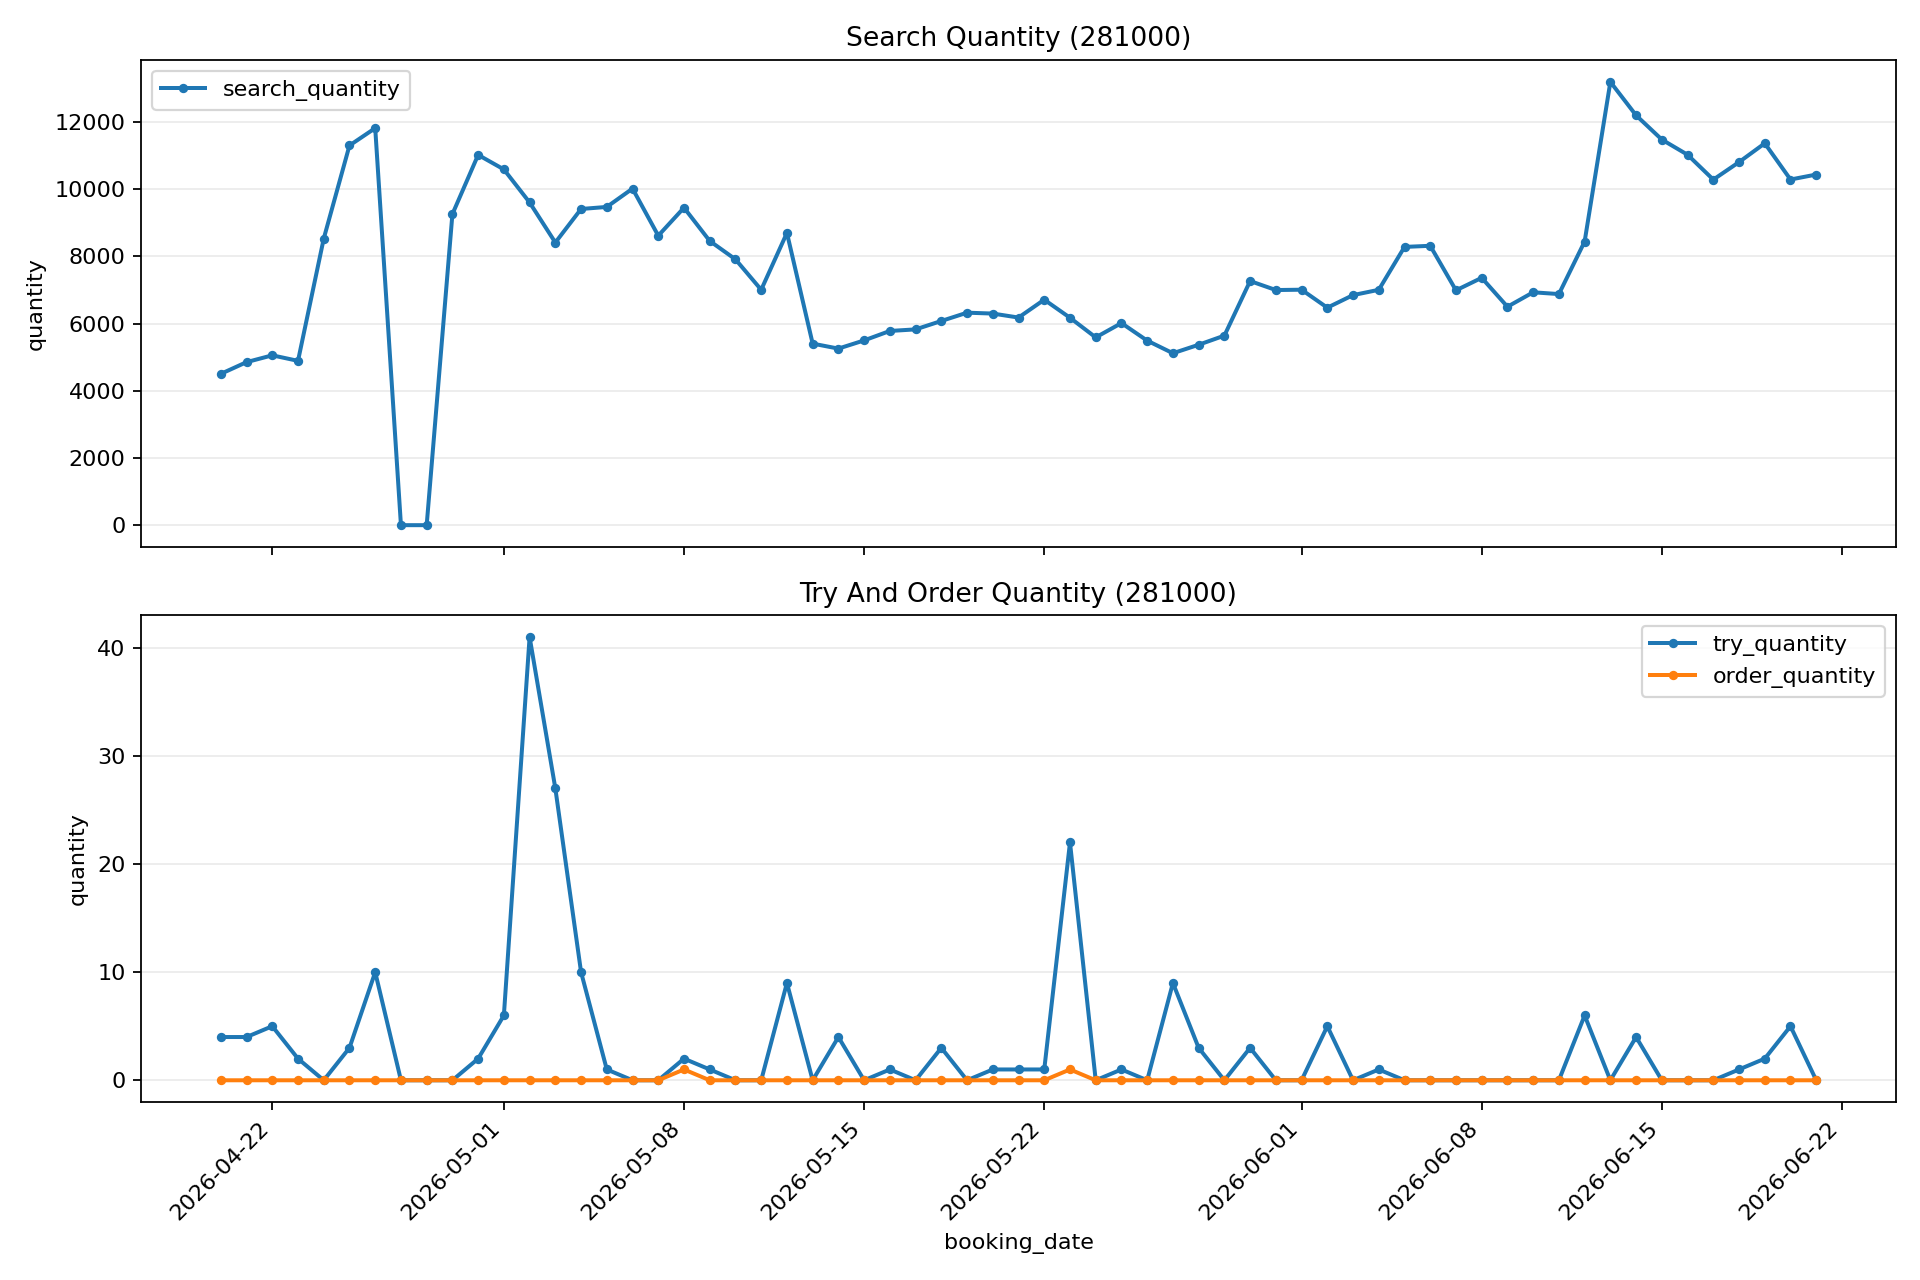 Search Quantity (281000)
search_quantity
12000
10000
8000
6000
4000
2000
0
quantity
Try And Order Quantity (281000)
try_quantity
order_quantity
40
30
20
10
0
quantity
2026-04-22
2026-05-01
2026-05-08
2026-05-15
2026-05-22
2026-06-01
2026-06-08
2026-06-15
2026-06-22
booking_date